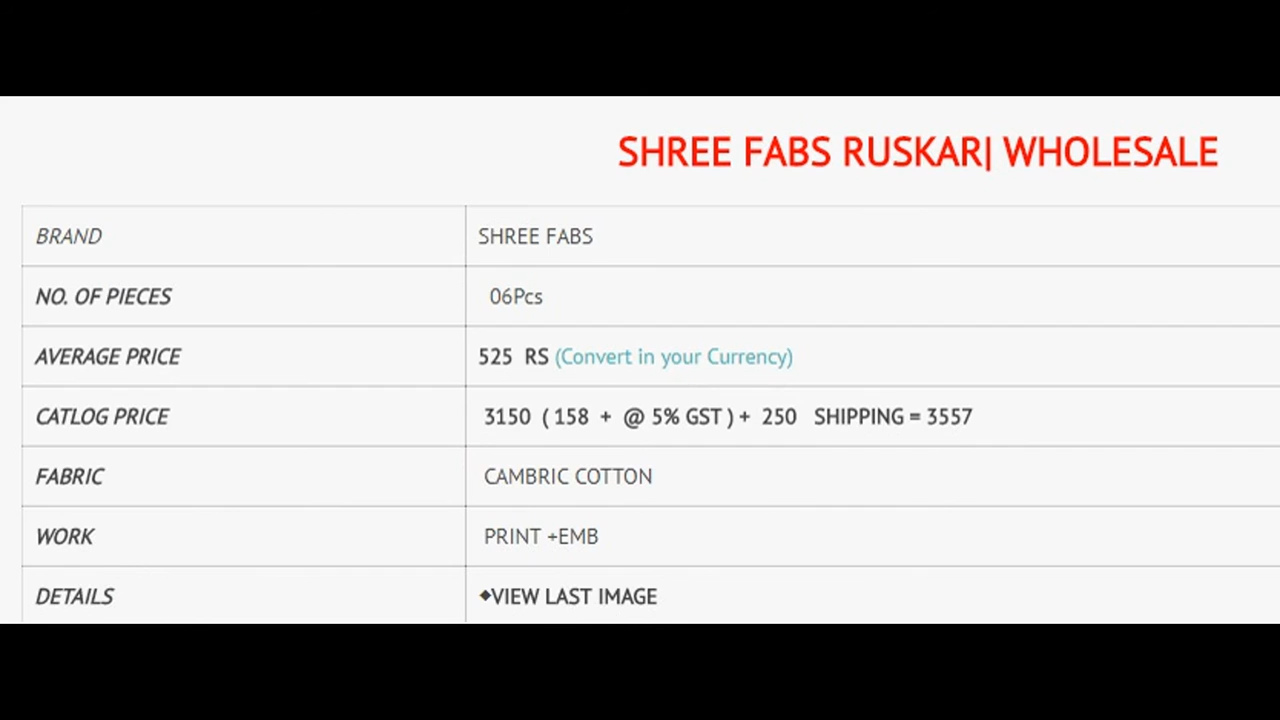 SHREE FABS RUSKAR| WHOLESALE
BRAND SHREE FABS
NO. OF PIECES 06Pcs
AVERAGE PRICE 525 RS (Convert in your Currency)
CATLOG PRICE 3150 ( 158 + @ 5% GST ) + 250 SHIPPING = 3557
FABRIC CAMBRIC COTTON
WORK PRINT +EMB
DETAILS ◆VIEW LAST IMAGE